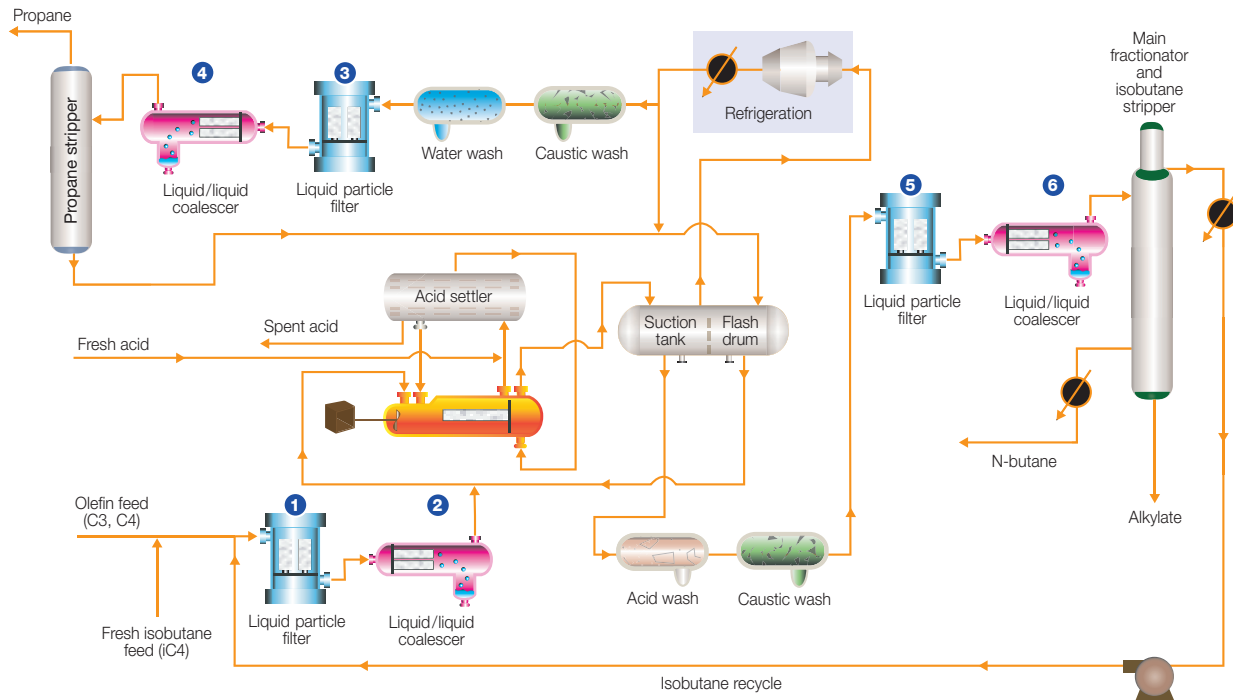 Propane
4
3
Propane stripper
Water wash
Caustic wash
Liquid/liquid
coalescer
Liquid particle
filter
Refrigeration
Main
fractionator
and
isobutane
stripper
5
6
Liquid particle
filter
Liquid/liquid
coalescer
Acid settler
Spent acid
Fresh acid
Suction
tank
Flash
drum
N-butane
Alkylate
Olefin feed
(C3, C4)
1
2
Fresh isobutane
feed (iC4)
Liquid particle
filter
Liquid/liquid
coalescer
Acid wash
Caustic wash
Isobutane recycle